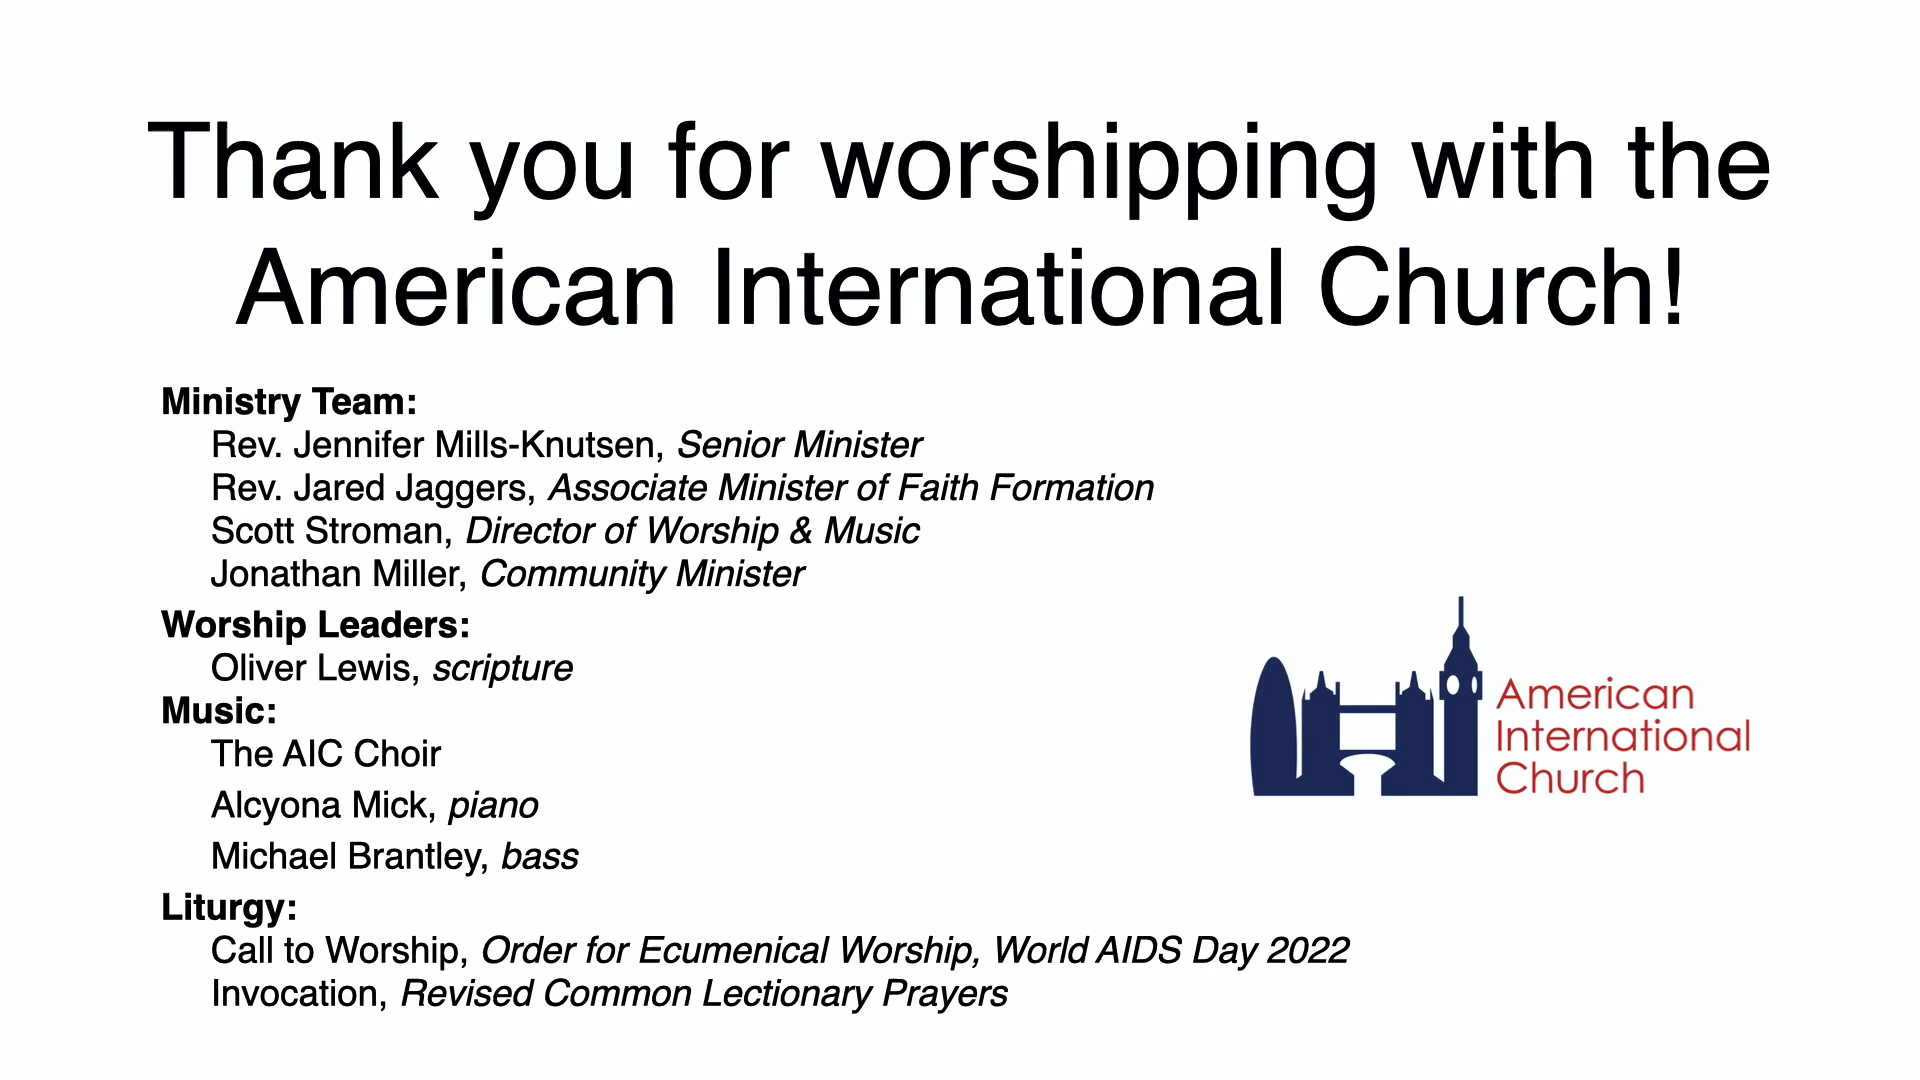 Thank you for worshipping with the
American International Church!
Ministry Team:
Rev. Jennifer Mills-Knutsen, Senior Minister
Rev. Jared Jaggers, Associate Minister of Faith Formation
Scott Stroman, Director of Worship & Music
Jonathan Miller, Community Minister
Worship Leaders:
Oliver Lewis, scripture
Music:
The AIC Choir
Alcyona Mick, piano
Michael Brantley, bass
Liturgy:
Call to Worship, Order for Ecumenical Worship, World AIDS Day 2022
Invocation, Revised Common Lectionary Prayers
American
International
Church